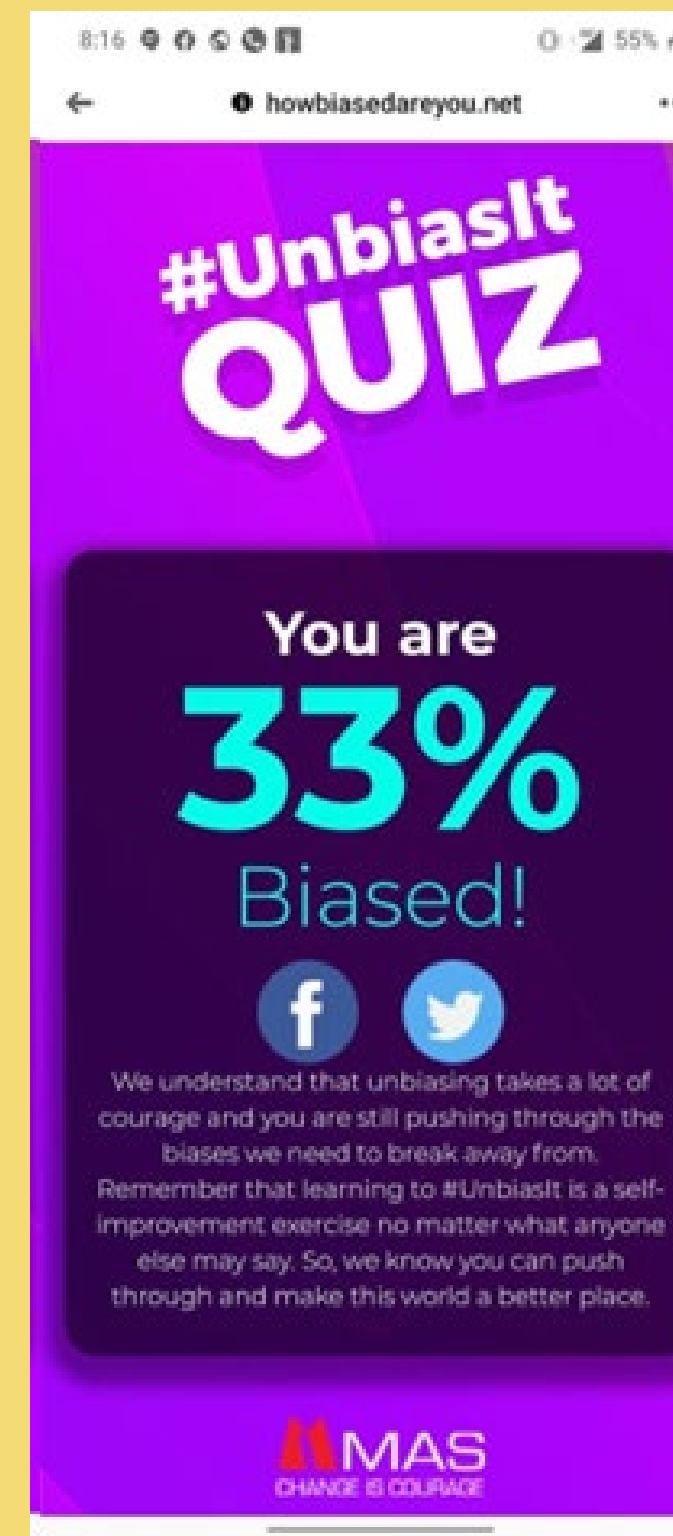 8:16
55%
howbiasedareyou.net
#UnbiasIt
QUIZ
You are
33%
Biased!
We understand that unbiasing takes a lot of
courage and you are still pushing through the
biases we need to break away from.
Remember that learning to #UnbiasIt is a self-
improvement exercise no matter what anyone
else may say. So, we know you can push
through and make this world a better place.
MAS
CHANGE IS COURAGE